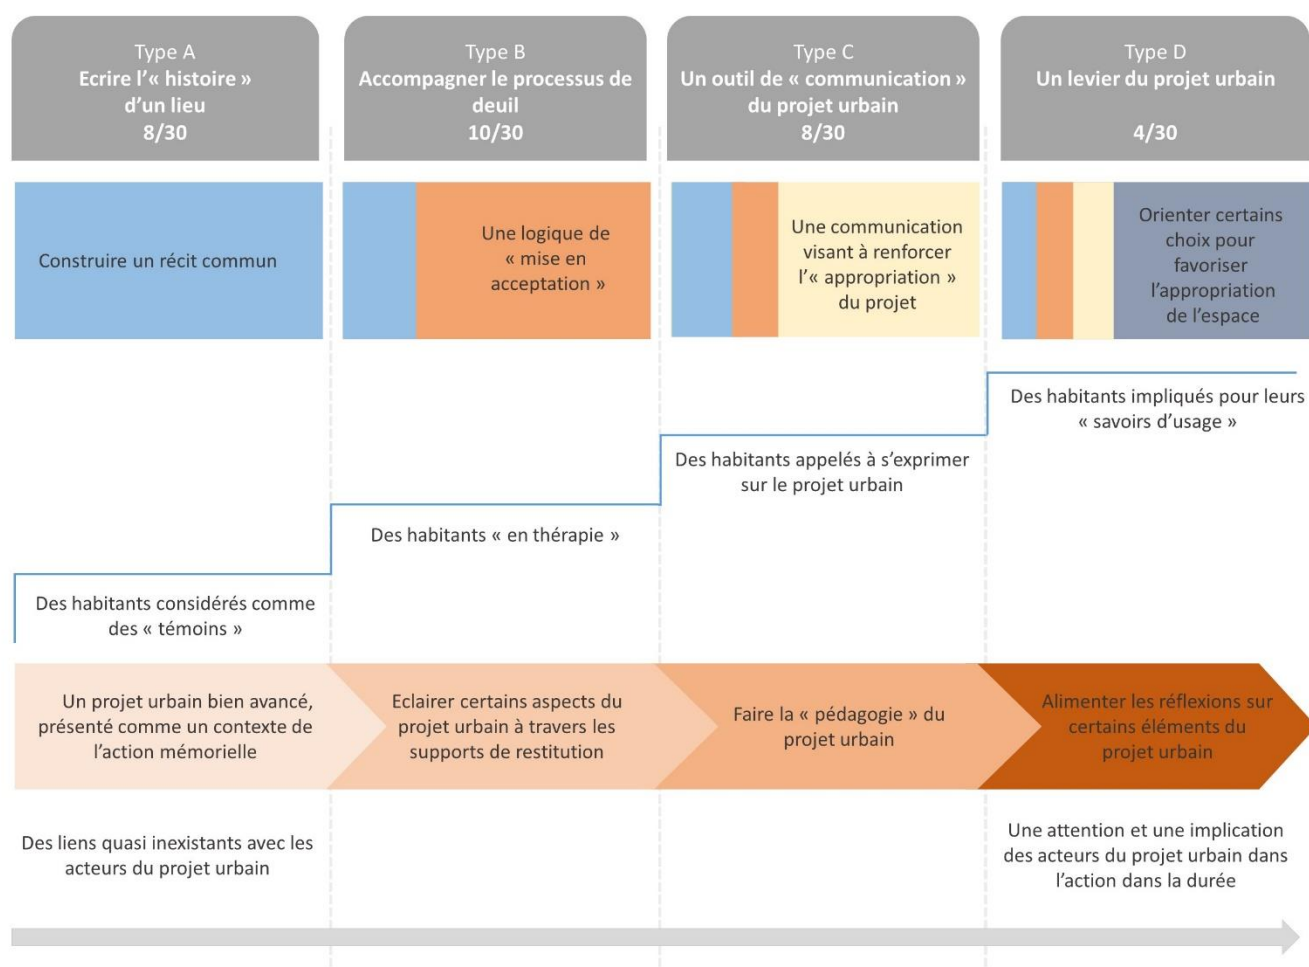 Type A
Ecrire l'« histoire »
d'un lieu
8/30
Type B
Accompagner le processus de
deuil
10/30
Type C
Un outil de « communication »
du projet urbain
8/30
Type D
Un levier du projet urbain
4/30
Construire un récit commun
Une logique de
« mise en
acceptation »
Une communication
visant à renforcer
l'« appropriation »
du projet
Orienter certains
choix pour
favoriser
l'appropriation
de l'espace
Des habitants considérés comme
des « témoins »
Des habitants « en thérapie »
Des habitants appelés à s'exprimer
sur le projet urbain
Des habitants impliqués pour leurs
« savoirs d'usage »
Un projet urbain bien avancé,
présenté comme un contexte de
l'action mémorielle
Eclairer certains aspects du
projet urbain à travers les
supports de restitution
Faire la « pédagogie » du
projet urbain
Alimenter les réflexions sur
certains éléments du
projet urbain
Des liens quasi inexistants avec les
acteurs du projet urbain
Une attention et une implication
des acteurs du projet urbain dans
l'action dans la durée